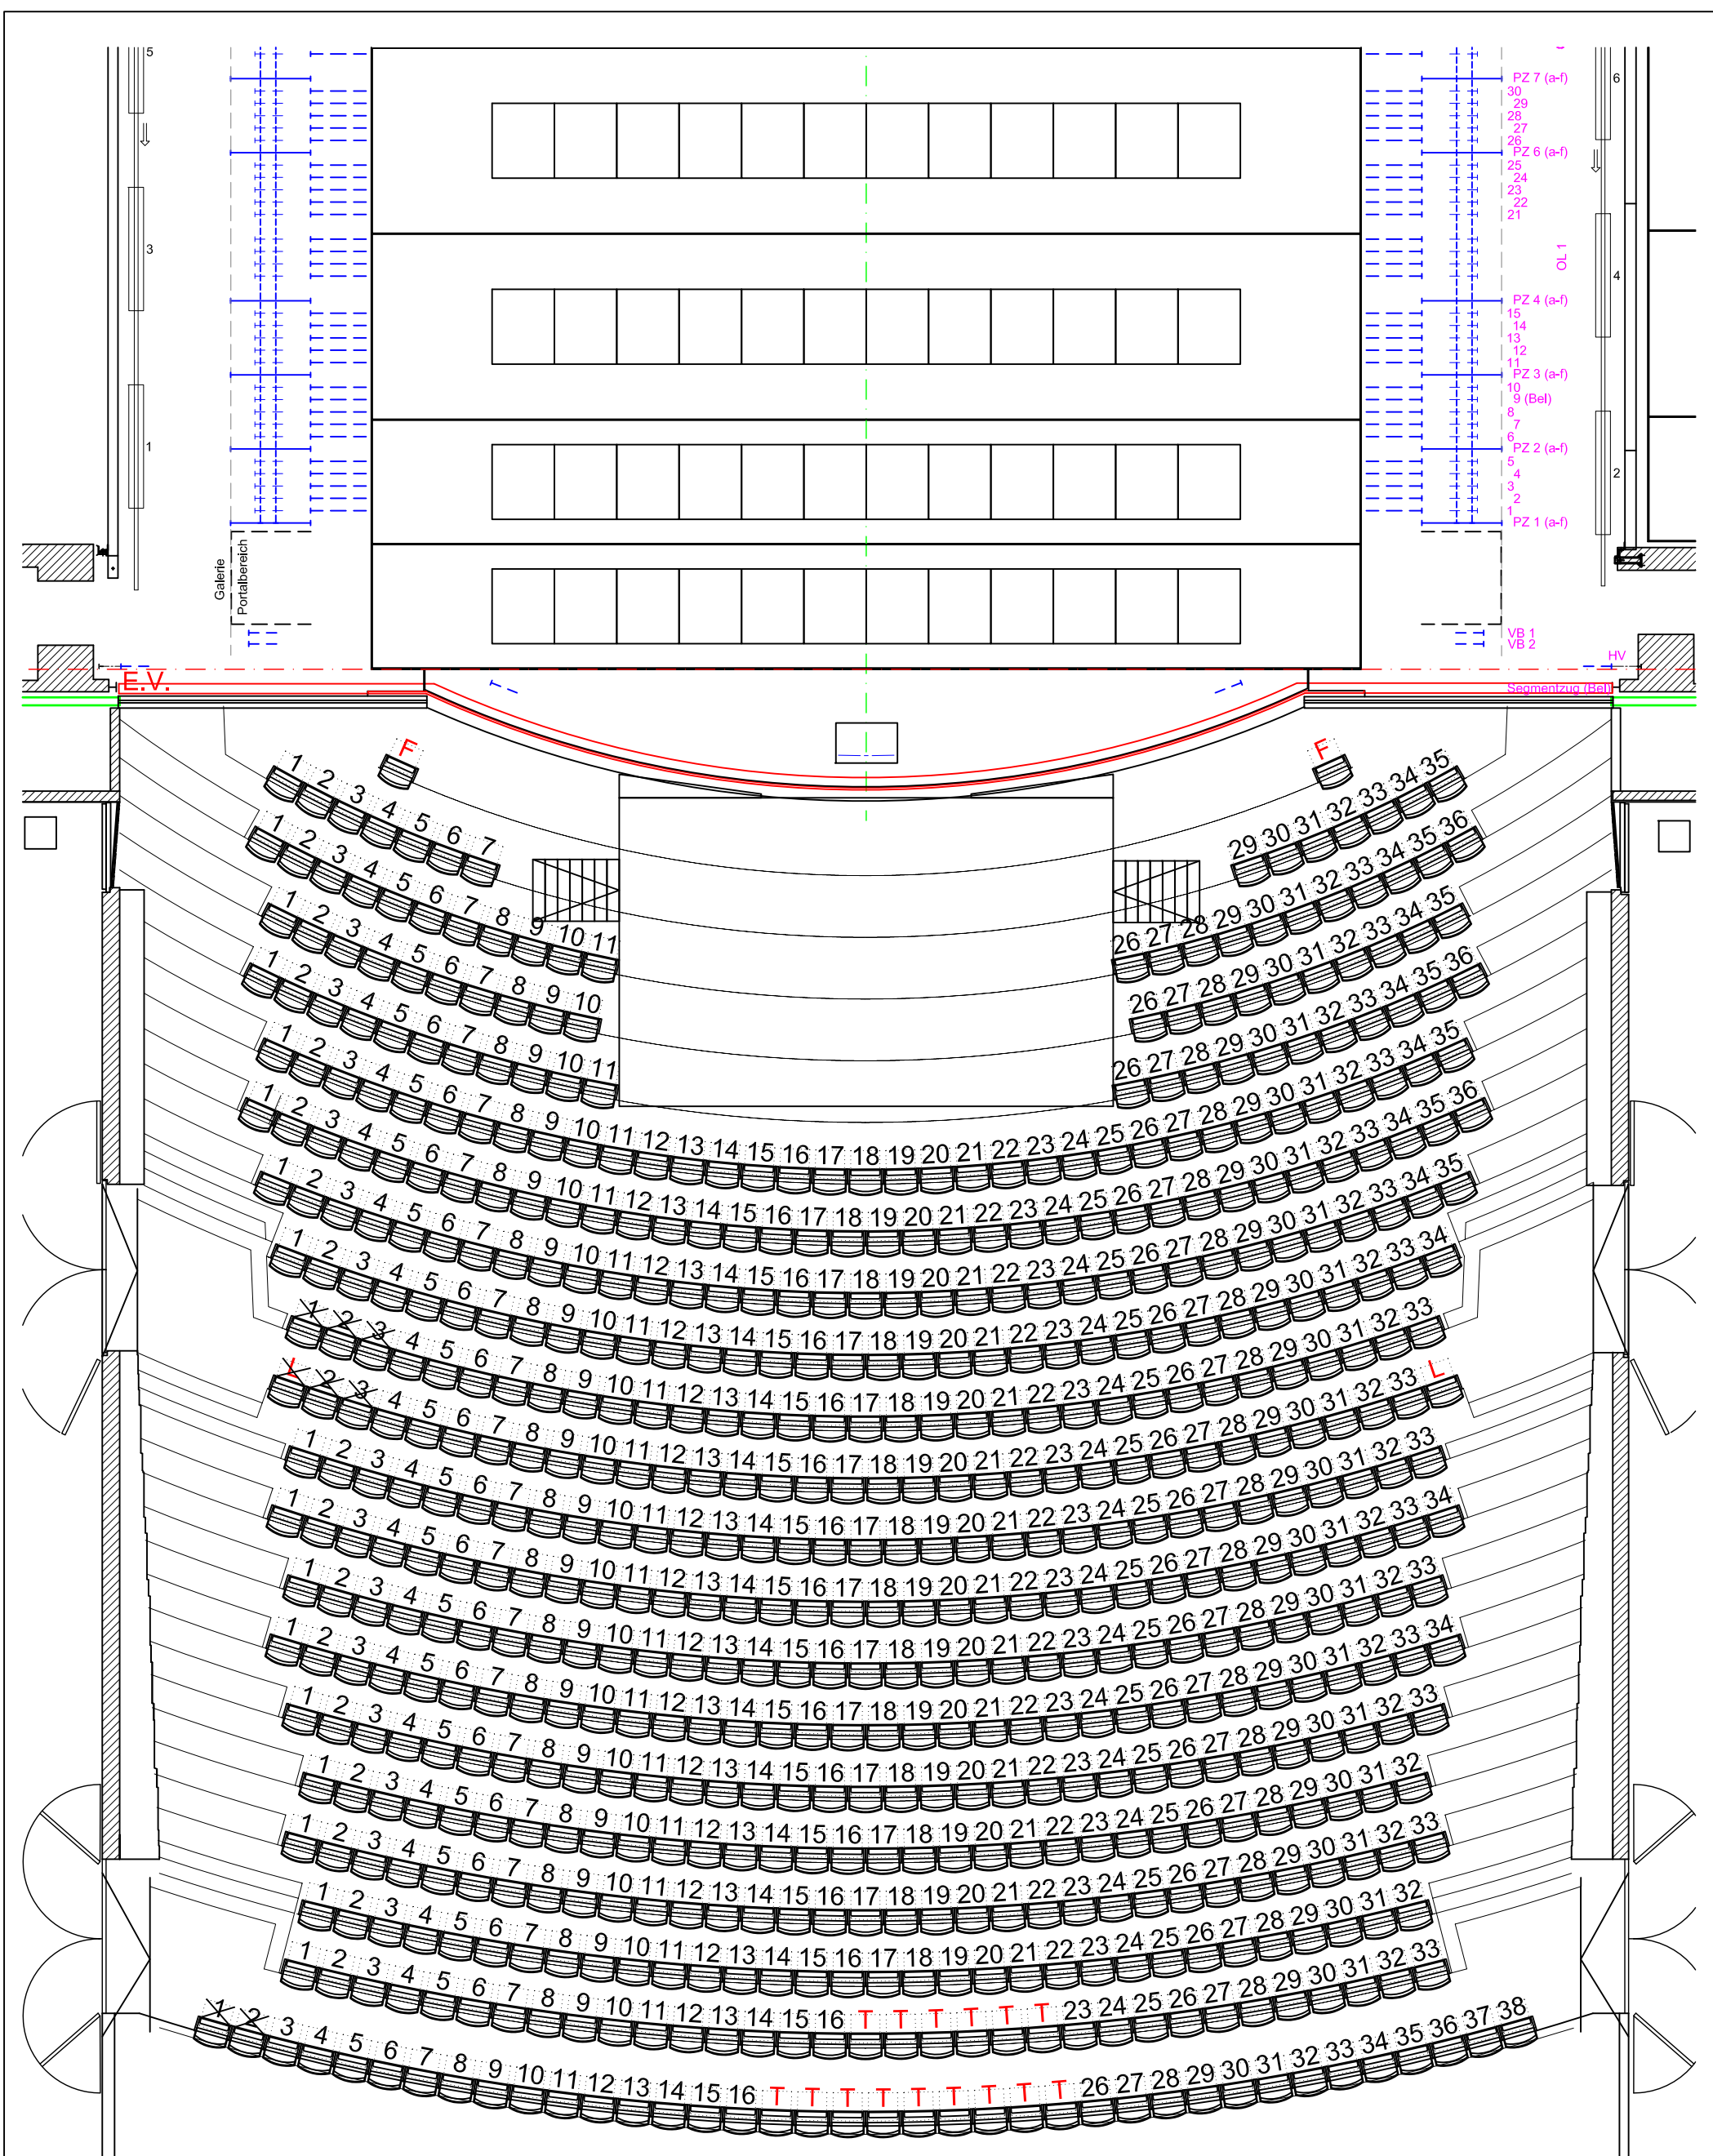 5
6
PZ 7 (a-f)
30
29
28
27
26
PZ 6 (a-f)
25
24
23
22
21
3
OL 1
4
PZ 4 (a-f)
15
14
13
12
11
PZ 3 (a-f)
10
9 (Bel)
8
7
6
1
PZ 2 (a-f)
5
4
3
2
1
2
PZ 1 (a-f)
Galerie
Portalbereich
VB 1
VB 2
HV
E.V.
Segmentzug (Bel)
F F
1 2 3 4 5 6 7 29 30 31 32 33 34 35
1 2 3 4 5 6 7 8 9 10 11 26 27 28 29 30 31 32 33 34 35 36
1 2 3 4 5 6 7 8 9 10 26 27 28 29 30 31 32 33 34 35
1 2 3 4 5 6 7 8 9 10 11 26 27 28 29 30 31 32 33 34 35 36
1 2 3 4 5 6 7 8 9 10 11 12 13 14 15 16 17 18 19 20 21 22 23 24 25 26 27 28 29 30 31 32 33 34 35
1 2 3 4 5 6 7 8 9 10 11 12 13 14 15 16 17 18 19 20 21 22 23 24 25 26 27 28 29 30 31 32 33 34 35 36
1 2 3 4 5 6 7 8 9 10 11 12 13 14 15 16 17 18 19 20 21 22 23 24 25 26 27 28 29 30 31 32 33 34 35
1 2 3 4 5 6 7 8 9 10 11 12 13 14 15 16 17 18 19 20 21 22 23 24 25 26 27 28 29 30 31 32 33 34
1 2 3 4 5 6 7 8 9 10 11 12 13 14 15 16 17 18 19 20 21 22 23 24 25 26 27 28 29 30 31 32 33
L 2 3 4 5 6 7 8 9 10 11 12 13 14 15 16 17 18 19 20 21 22 23 24 25 26 27 28 29 30 31 32 33 L
1 2 3 4 5 6 7 8 9 10 11 12 13 14 15 16 17 18 19 20 21 22 23 24 25 26 27 28 29 30 31 32 33
1 2 3 4 5 6 7 8 9 10 11 12 13 14 15 16 17 18 19 20 21 22 23 24 25 26 27 28 29 30 31 32 33 34
1 2 3 4 5 6 7 8 9 10 11 12 13 14 15 16 17 18 19 20 21 22 23 24 25 26 27 28 29 30 31 32 33
1 2 3 4 5 6 7 8 9 10 11 12 13 14 15 16 17 18 19 20 21 22 23 24 25 26 27 28 29 30 31 32 33 34
1 2 3 4 5 6 7 8 9 10 11 12 13 14 15 16 17 18 19 20 21 22 23 24 25 26 27 28 29 30 31 32 33
1 2 3 4 5 6 7 8 9 10 11 12 13 14 15 16 17 18 19 20 21 22 23 24 25 26 27 28 29 30 31 32
1 2 3 4 5 6 7 8 9 10 11 12 13 14 15 16 17 18 19 20 21 22 23 24 25 26 27 28 29 30 31 32 33
1 2 3 4 5 6 7 8 9 10 11 12 13 14 15 16 17 18 19 20 21 22 23 24 25 26 27 28 29 30 31 32
1 2 3 4 5 6 7 8 9 10 11 12 13 14 15 16 T T T T T T 23 24 25 26 27 28 29 30 31 32 33
1 2 3 4 5 6 7 8 9 10 11 12 13 14 15 16 T T T T T T T T T 26 27 28 29 30 31 32 33 34 35 36 37 38